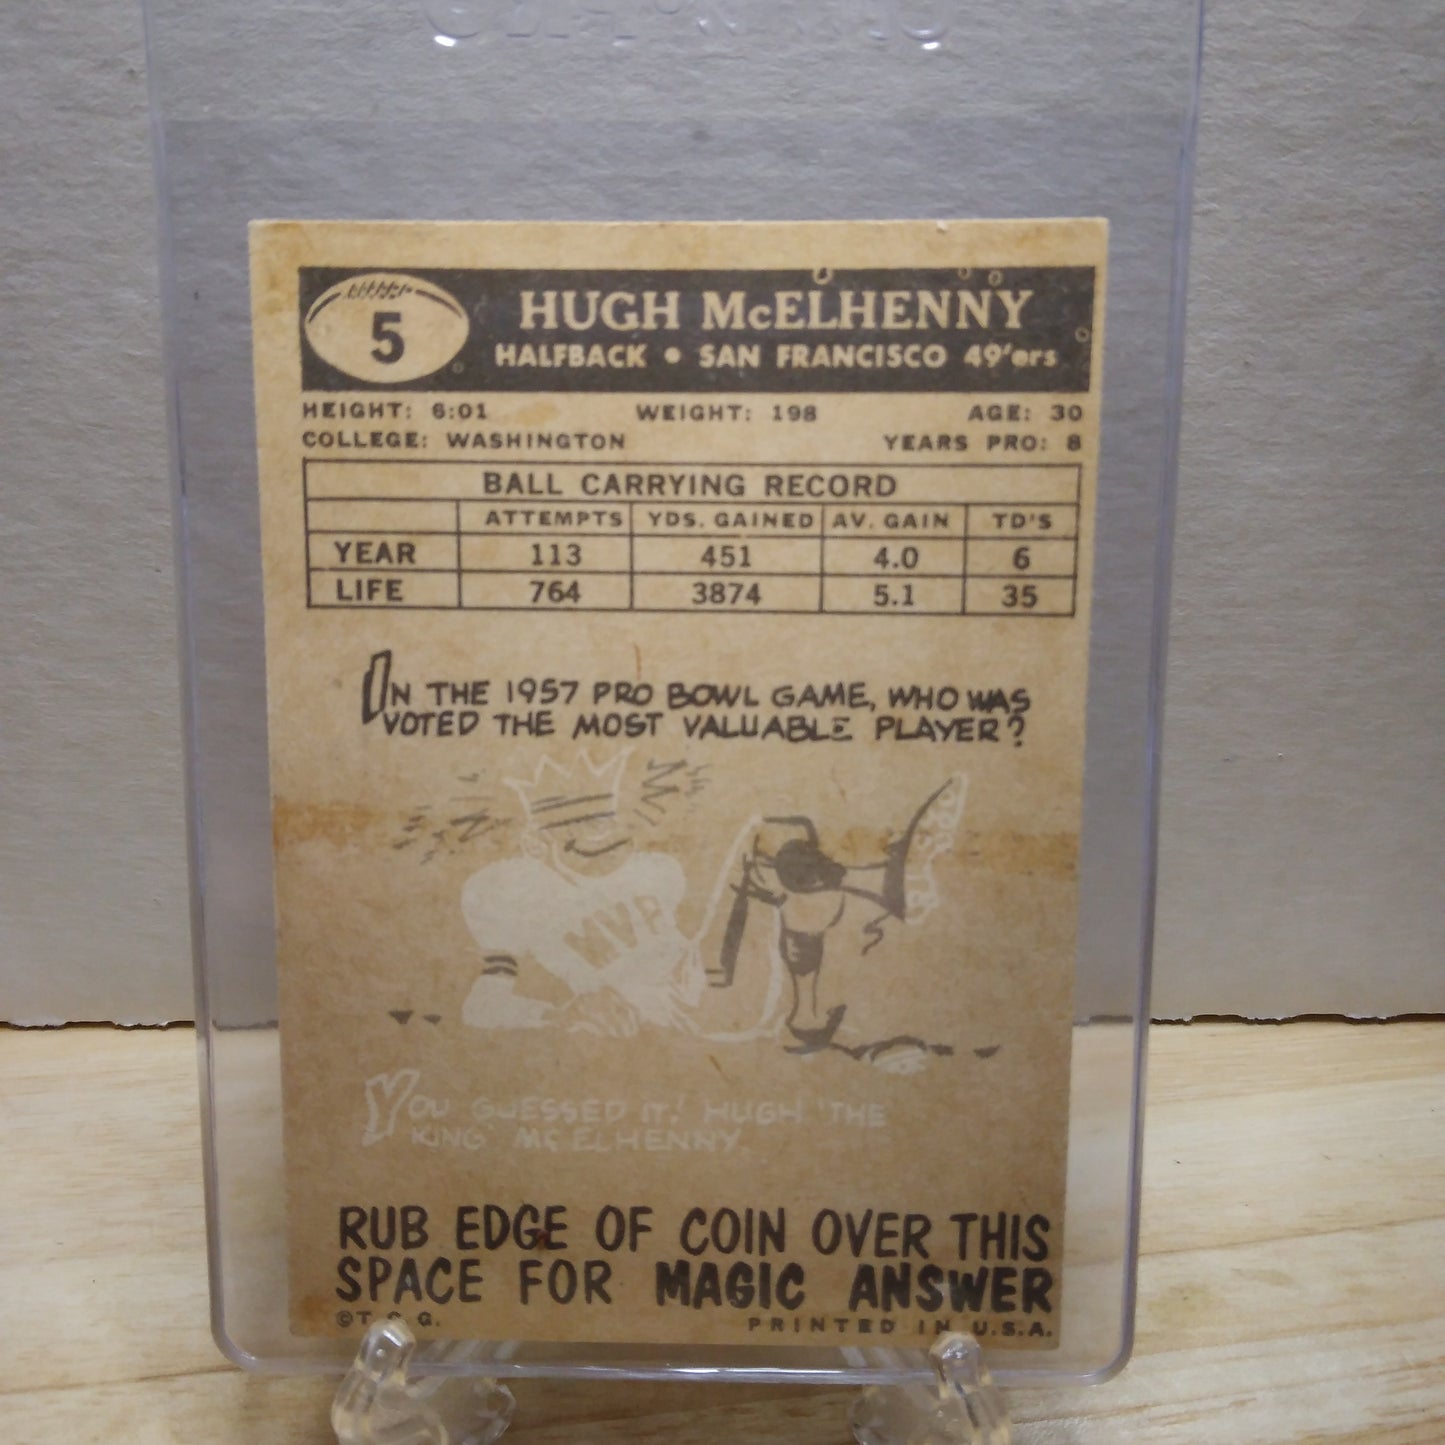 5
HUGH McELHENNY
HALFBACK • SAN FRANCISCO 49'ers
HEIGHT: 6:01 WEIGHT: 198 AGE: 30
COLLEGE: WASHINGTON YEARS PRO: 8
BALL CARRYING RECORD
ATTEMPTS YDS. GAINED AV. GAIN TD'S
YEAR 113 451 4.0 6
LIFE 764 3874 5.1 35
IN THE 1957 PRO BOWL GAME, WHO WAS
VOTED THE MOST VALUABLE PLAYER?
MVP
YOU GUESSED IT! HUGH 'THE
KING' MC ELHENNY.
RUB EDGE OF COIN OVER THIS
SPACE FOR MAGIC ANSWER
©T.C.G. PRINTED IN U.S.A.